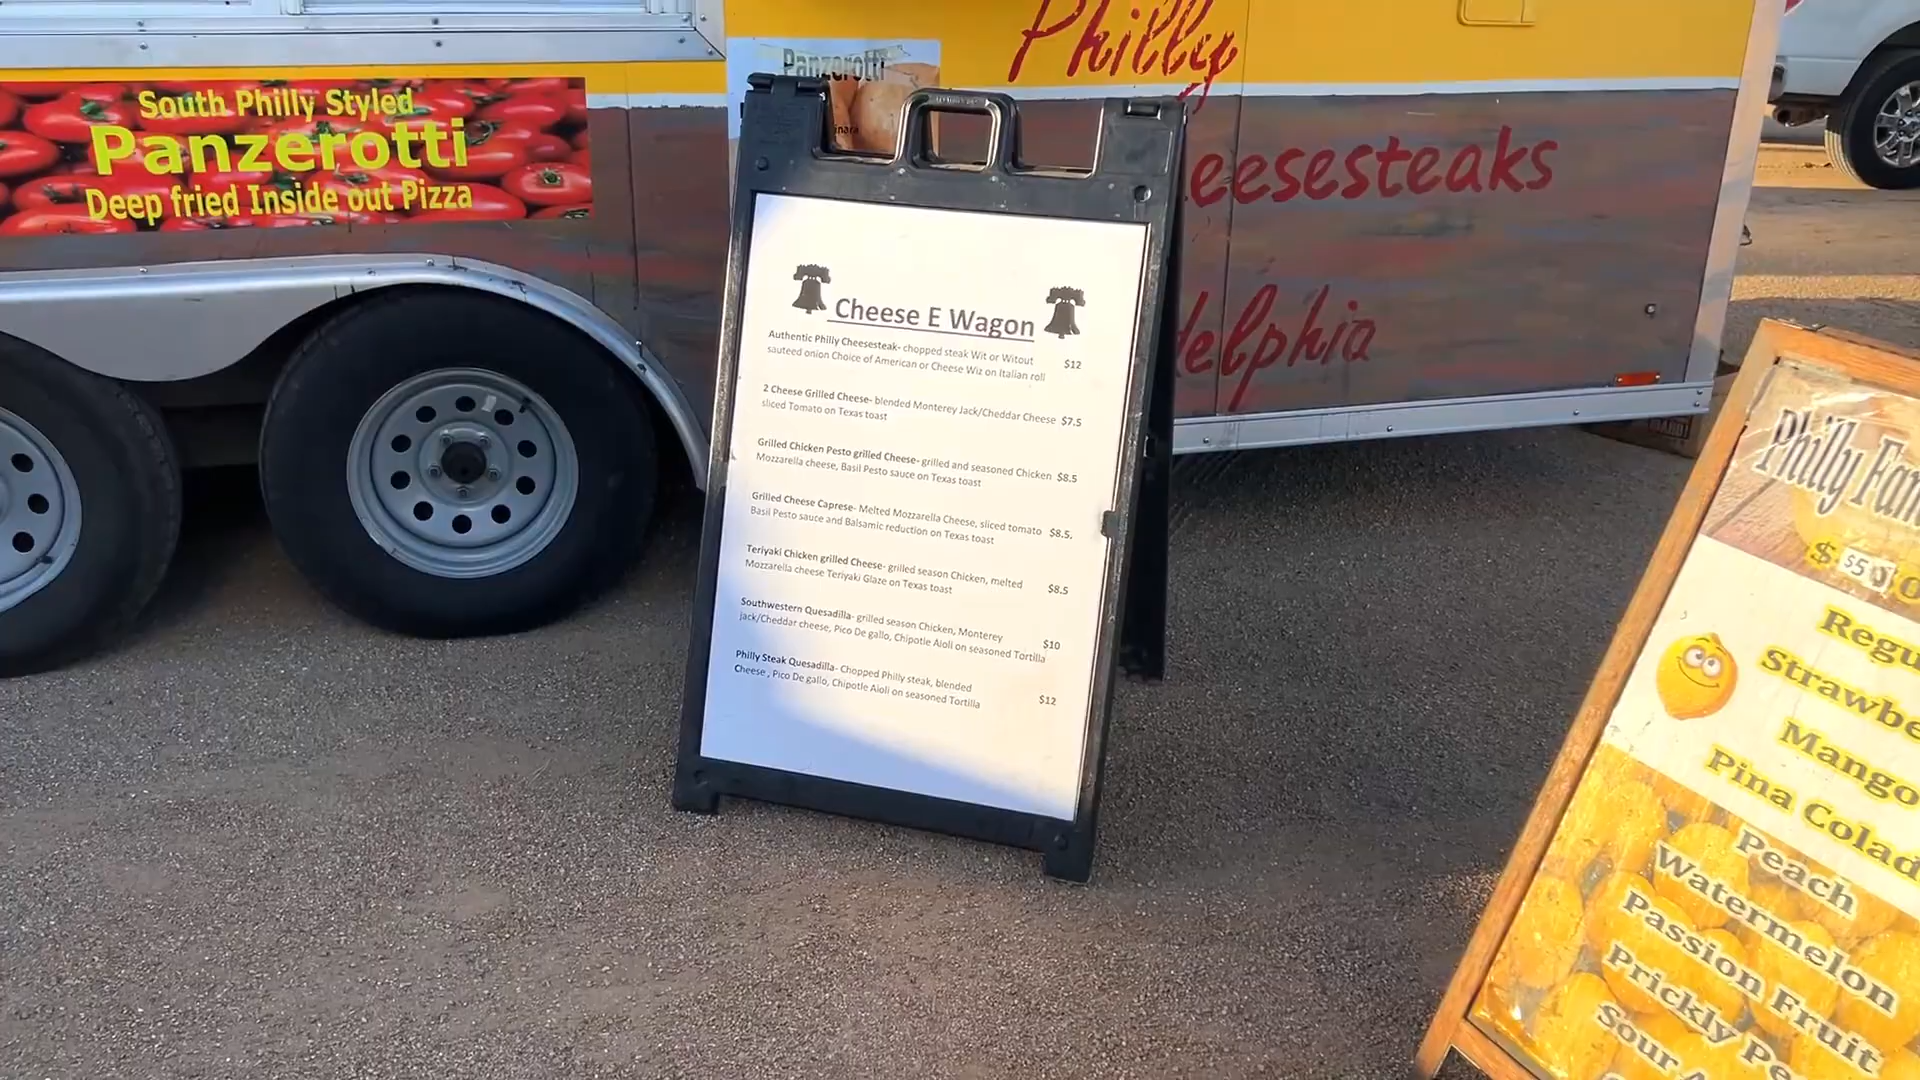 South Philly Styled
Panzerotti
Deep fried Inside out Pizza
Panzerotti
Philly
eesesteaks
delphia
Cheese E Wagon
Authentic Philly Cheesesteak- chopped steak Wit or Witout $12
sauteed onion Choice of American or Cheese Wiz on Italian roll
2 Cheese Grilled Cheese- blended Monterey Jack/Cheddar Cheese $7.5
sliced Tomato on Texas toast
Grilled Chicken Pesto grilled Cheese- grilled and seasoned Chicken $8.5
Mozzarella cheese, Basil Pesto sauce on Texas toast
Grilled Cheese Caprese- Melted Mozzarella Cheese, sliced tomato $8.5.
Basil Pesto sauce and Balsamic reduction on Texas toast
Teriyaki Chicken grilled Cheese- grilled season Chicken, melted $8.5
Mozzarella cheese Teriyaki Glaze on Texas toast
Southwestern Quesadilla- grilled season Chicken, Monterey $10
jack/Cheddar cheese, Pico De gallo, Chipotle Aioli on seasoned Tortilla
Philly Steak Quesadilla- Chopped Philly steak, blended $12
Cheese , Pico De gallo, Chipotle Aioli on seasoned Tortilla
Philly Fam
$5
Regu
Strawbe
Mango
Pina Colad
Peach
Watermelon
Passion Fruit
Prickly Pe
Sour